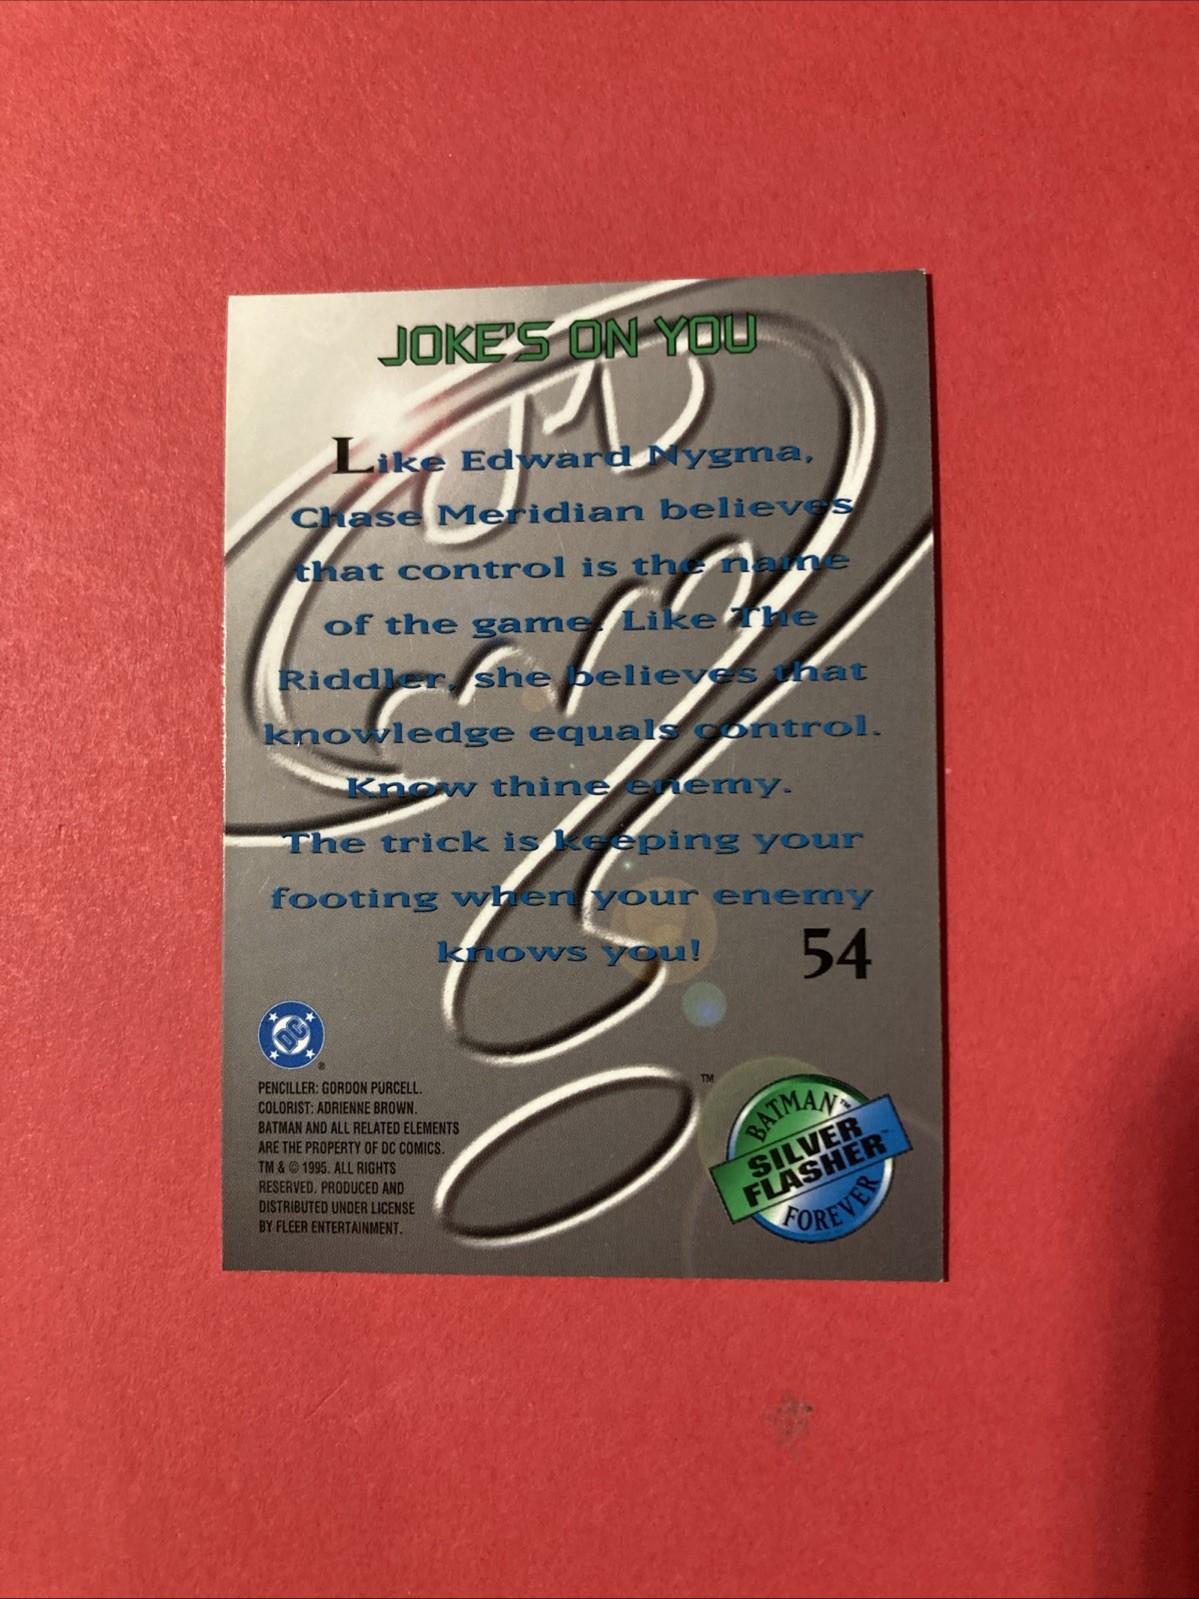 JOKE'S ON YOU
Like Edward Nygma,
Chase Meridian believes
that control is the name
of the game. Like The
Riddler, she believes that
knowledge equals control.
Know thine enemy.
The trick is keeping your
footing when your enemy
knows you!
54
DC
®
PENCILLER: GORDON PURCELL.
COLORIST: ADRIENNE BROWN.
BATMAN AND ALL RELATED ELEMENTS
ARE THE PROPERTY OF DC COMICS.
TM & © 1995. ALL RIGHTS
RESERVED. PRODUCED AND
DISTRIBUTED UNDER LICENSE
BY FLEER ENTERTAINMENT.
™
BATMAN™
SILVER
FLASHER™
FOREVER